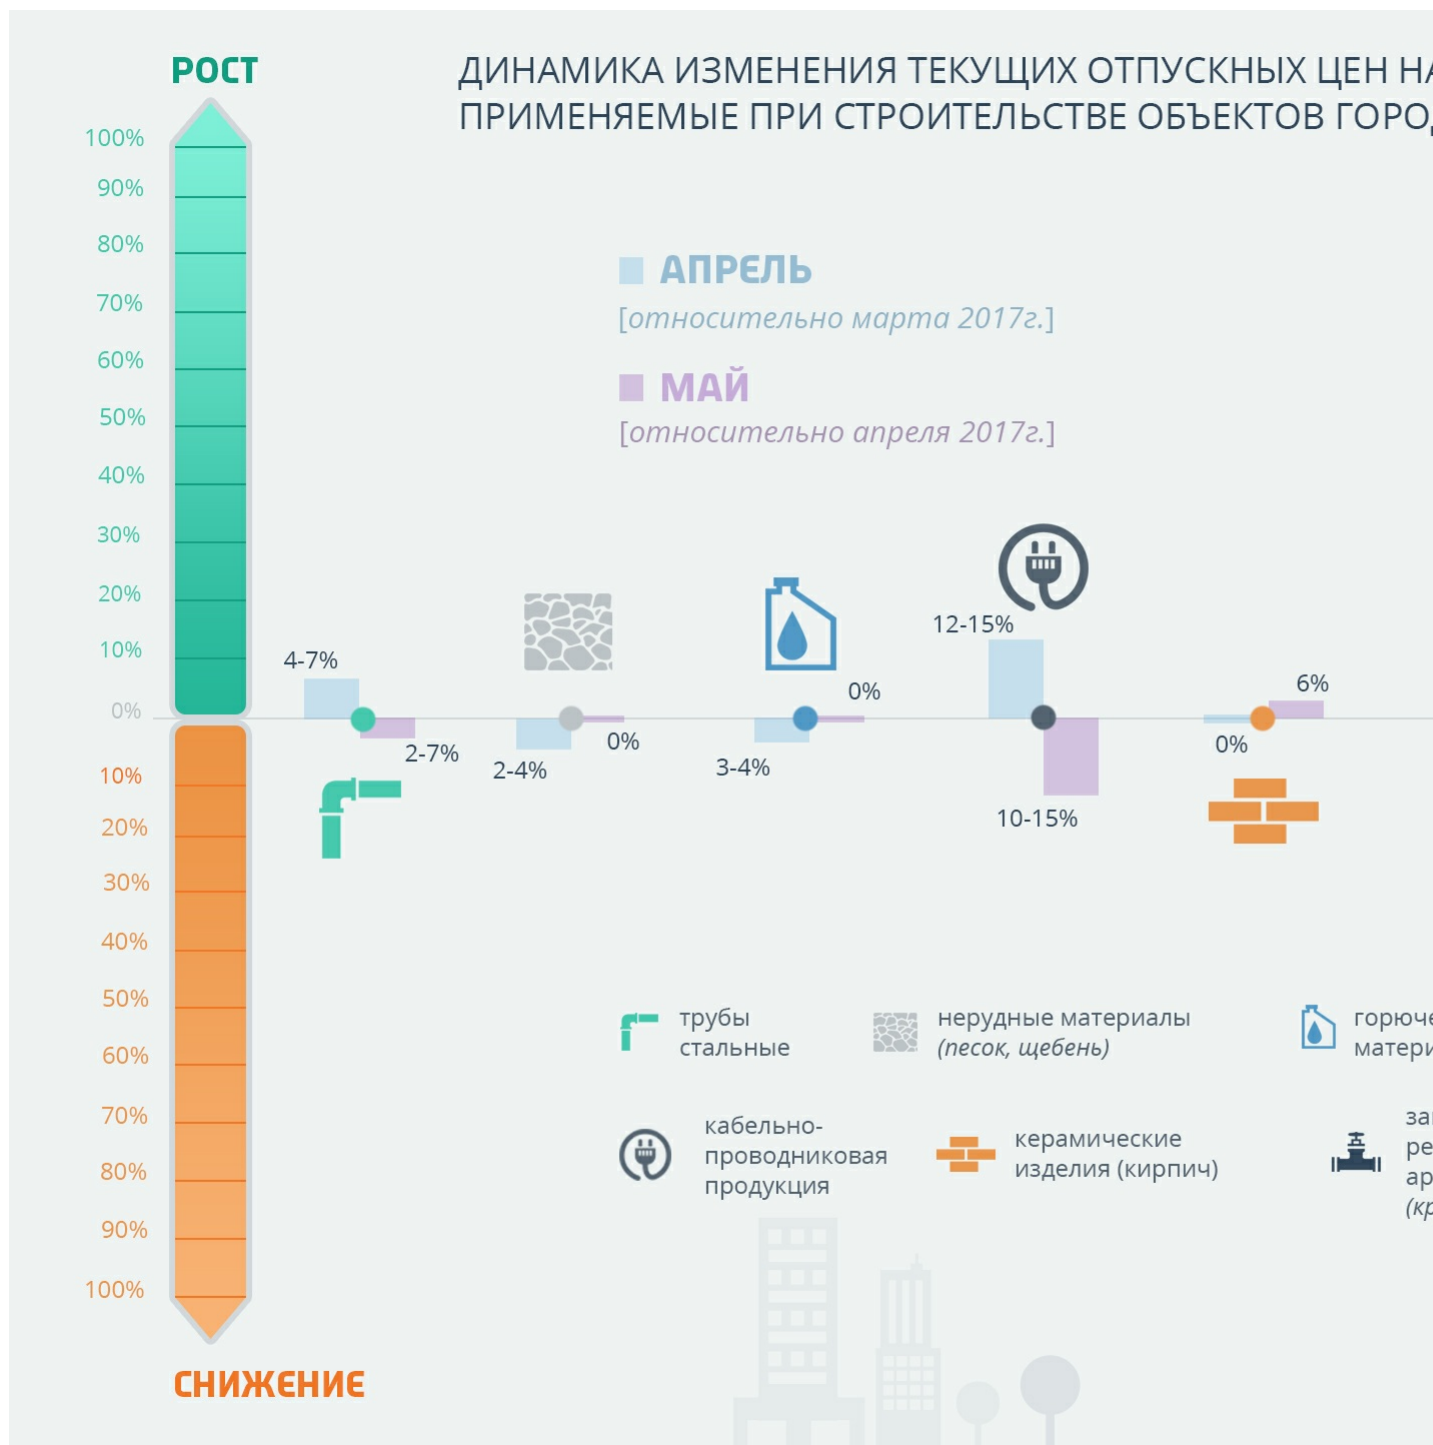 РОСТ
ДИНАМИКА ИЗМЕНЕНИЯ ТЕКУЩИХ ОТПУСКНЫХ ЦЕН
ПРИМЕНЯЕМЫЕ ПРИ СТРОИТЕЛЬСТВЕ ОБЪЕКТОВ
100%
90%
80%
70%
60%
50%
40%
30%
20%
10%
0%
10%
20%
30%
40%
50%
60%
70%
80%
90%
100%
СНИЖЕНИЕ
АПРЕЛЬ
[относительно марта 2017г.]
МАЙ
[относительно апреля 2017г.]
4-7%
2-7%
2-4%
0%
3-4%
0%
12-15%
10-15%
0%
6%
трубы
стальные
нерудные материалы
(песок, щебень)
кабельно-
проводниковая
продукция
керамические
изделия (кирпич)